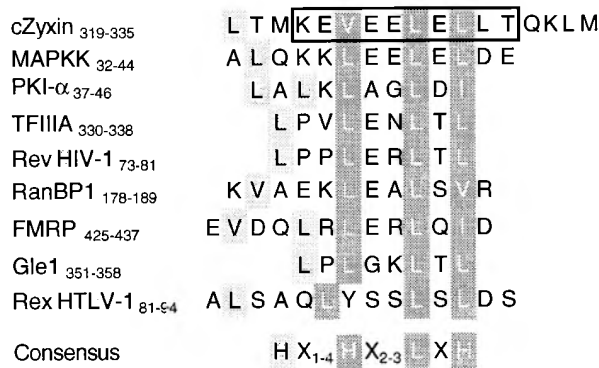 cZyxin 319-335 L T M K E V E E L E L L T Q K L M
MAPKK 32-44 A L Q K K L E E L E L D E
PKI-α 37-46 L A L K L A G L D I
TFIIIA 330-338 L P V L E N L T L
Rev HIV-1 73-81 L P P L E R L T L
RanBP1 178-189 K V A E K L E A L S V R
FMRP 425-437 E V D Q L R L E R L Q I D
Gle1 351-358 L P L G K L T L
Rex HTLV-1 81-94 A L S A Q L Y S S L S L D S
Consensus H X1-4 H X2-3 L X H